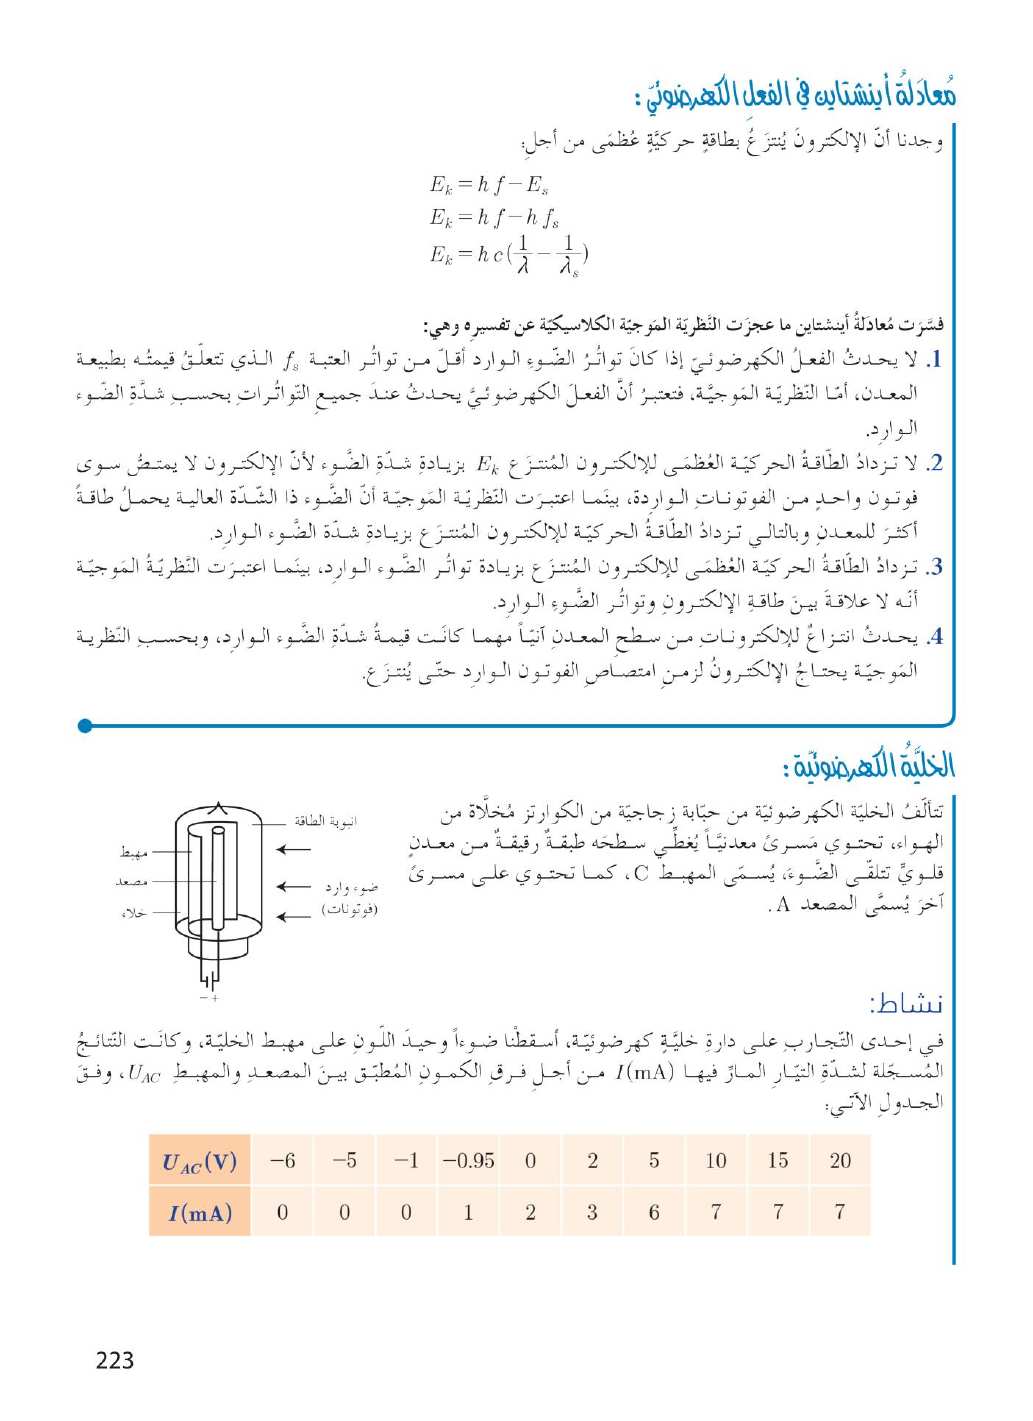 مُعادَلةُ أينشتاين في الفعل الكهرضوئيّ:
وجدنا أنّ الإلكترونَ يُنتزَعُ بطاقةٍ حركيَّةٍ عُظمَى من أجلِ:
E_k = h f − E_s
E_k = h f − h f_s
E_k = h c (1/λ − 1/λ_s)
فسَّرَت مُعادَلةُ أينشتاين ما عجزَت النَّظريّة المَوجيّة الكلاسيكيّة عن تفسيرِه وهي:
1. لا يحدثُ الفعلُ الكهرضوئيّ إذا كانَ تواتُرُ الضّوءِ الوارد أقلّ من تواتُر العتبة f_s الذي تتعلّقُ قيمتُه بطبيعة
المعدن، أمّا النّظريّة المَوجيَّة، فتعتبرُ أنّ الفعلَ الكهرضوئيَّ يحدثُ عندَ جميع التّواتُرات بحسبِ شدَّةِ الضّوء
الوارِد.
2. لا تزدادُ الطّاقةُ الحركيّة العُظمَى للإلكترون المُنتزَع E_k بزيادةِ شدّةِ الضَّوء لأنّ الإلكترون لا يمتصُّ سوى
فوتون واحدٍ من الفوتوناتِ الوارِدة، بينَما اعتبرَت النّظريّة المَوجيّة أنّ الضَّوء ذا الشّدّة العالية يحملُ طاقةً
أكثرَ للمعدنِ وبالتالي تزدادُ الطّاقةُ الحركيّة للإلكترون المُنتزَع بزيادةِ شدّة الضَّوء الوارِد.
3. تزدادُ الطّاقةُ الحركيّة العُظمَى للإلكترون المُنتزَع بزيادة تواتُر الضَّوء الوارِد، بينَما اعتبرَت النَّظريّةُ المَوجيّة
أنّه لا علاقةَ بينَ طاقةِ الإلكترونِ وتواتُر الضَّوءِ الوارِد.
4. يحدثُ انتزاعٌ للإلكتروناتِ من سطحِ المعدنِ آنيّاً مهما كانَت قيمةُ شدّةِ الضَّوء الوارِد، وبحسبِ النّظرية
المَوجيّة يحتاجُ الإلكترونُ لزمنِ امتصاصِ الفوتون الوارد حتّى يُنتزَع.
الخليَّةُ الكهرضوئيّة:
تتألّفُ الخلية الكهرضوئيّة من حبّابة زجاجيّة من الكوارتز مُخلَّاة من
الهواء، تحتوي مَسرىً معدنيَّاً يُغطِّي سطحَه طبقةٌ رقيقةٌ من معدنٍ
قلويٍّ تتلقّى الضَّوءَ، يُسمّى المهبط C، كما تحتوي على مسرىً
آخرَ يُسمَّى المصعد A.
انبوبة الطاقة
مهبط
مصعد
ضوء وارد
(فوتونات)
خلاء
− +
نشاط:
في إحدى التّجاربِ على دارةِ خليَّةٍ كهرضوئيّة، أسقطْنا ضوءاً وحيدَ اللّون على مهبط الخليّة، وكانَت النّتائجُ
المُسجّلة لشدّةِ التيّارِ المارّ فيها I(mA) من أجلِ فرقِ الكمونِ المُطبّق بينَ المصعدِ والمهبطِ U_AC، وفقَ
الجدولِ الآتي:
U_AC(V) −6 −5 −1 −0.95 0 2 5 10 15 20
I(mA) 0 0 0 1 2 3 6 7 7 7
223